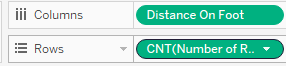 Columns Distance On Foot
Rows CNT(Number of R..